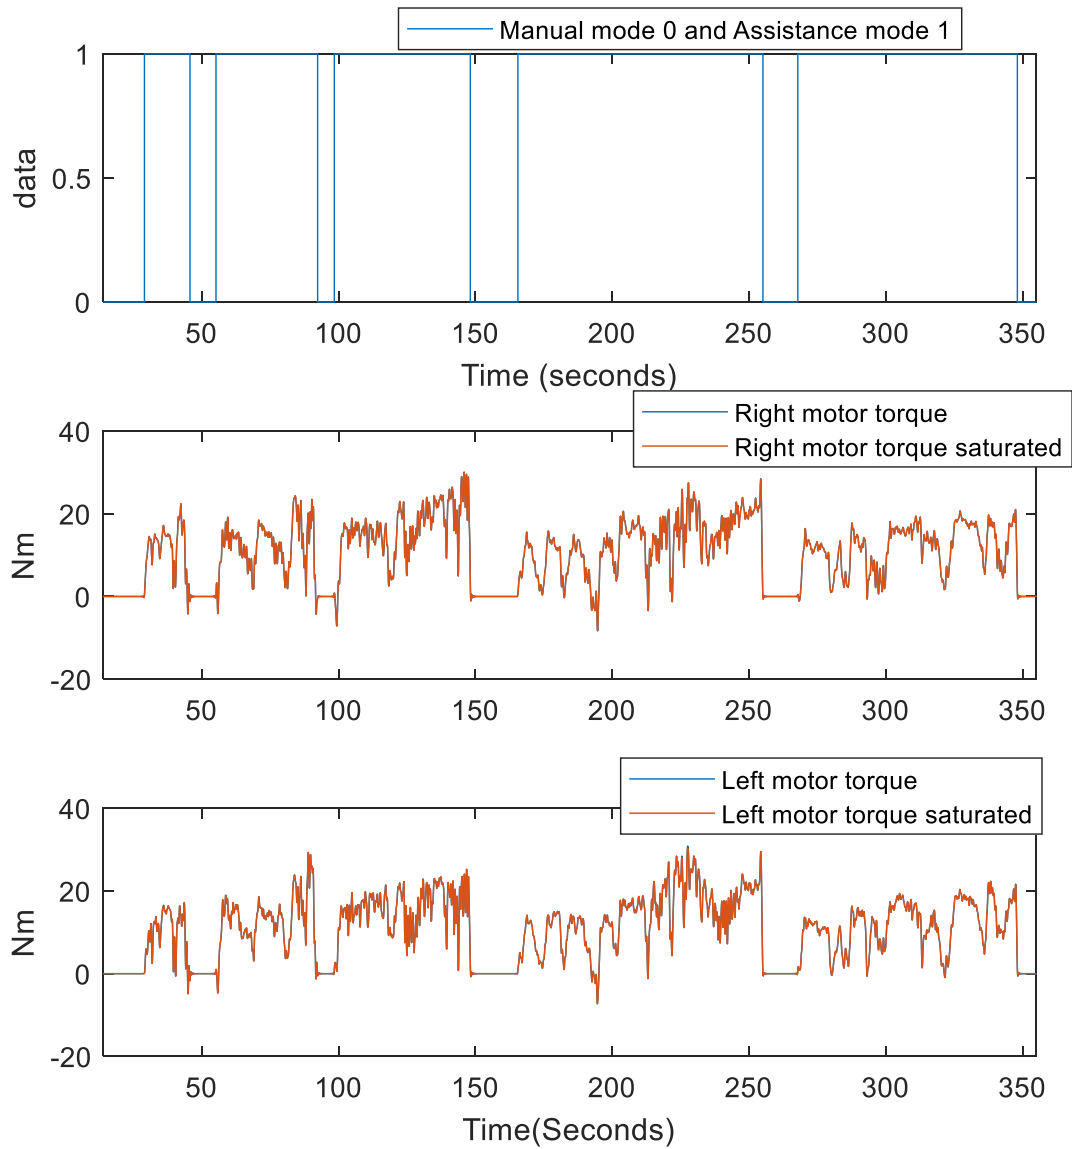 Manual mode 0 and Assistance mode 1
1
0.5
0
data
50 100 150 200 250 300 350
Time (seconds)
Right motor torque
Right motor torque saturated
40
20
0
-20
Nm
50 100 150 200 250 300 350
Left motor torque
Left motor torque saturated
40
20
0
-20
Nm
50 100 150 200 250 300 350
Time(Seconds)